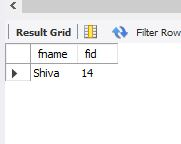 Result Grid Filter Row
fname fid
Shiva 14